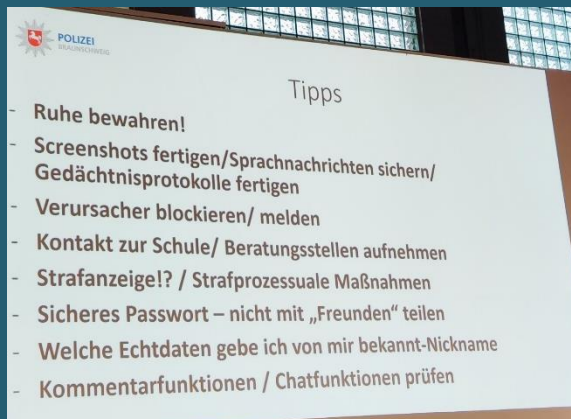 POLIZEI
BRAUNSCHWEIG
Tipps
- Ruhe bewahren!
- Screenshots fertigen/Sprachnachrichten sichern/
Gedächtnisprotokolle fertigen
- Verursacher blockieren/ melden
- Kontakt zur Schule/ Beratungsstellen aufnehmen
- Strafanzeige!? / Strafprozessuale Maßnahmen
- Sicheres Passwort – nicht mit „Freunden“ teilen
- Welche Echtdaten gebe ich von mir bekannt-Nickname
- Kommentarfunktionen / Chatfunktionen prüfen